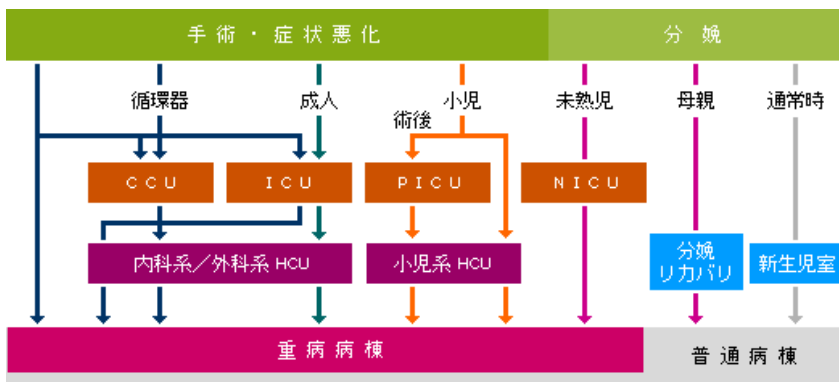 手術・症状悪化
分娩
循環器
成人
小児
未熟児
母親
通常時
術後
CCU
ICU
PICU
NICU
内科系／外科系 HCU
小児系 HCU
分娩
リカバリ
新生児室
重病病棟
普通病棟